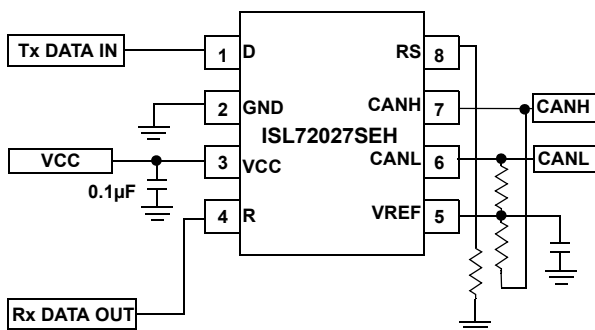 Tx DATA IN
1
D
RS
8
2
GND
CANH
7
CANH
ISL72027SEH
VCC
3
VCC
CANL
6
CANL
0.1µF
4
R
VREF
5
Rx DATA OUT